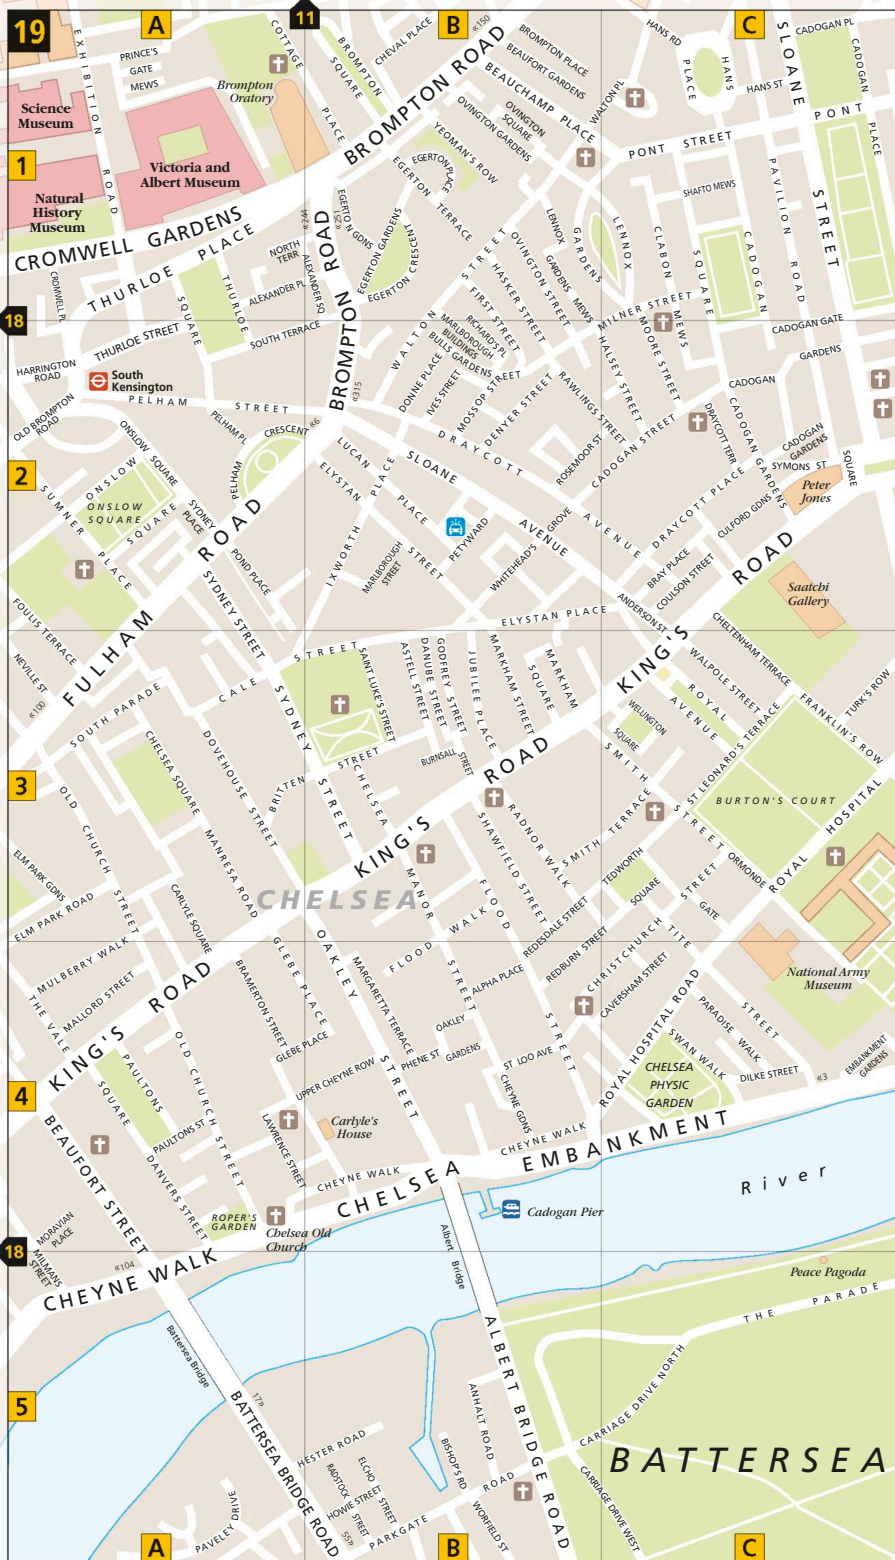 19
A
11
B
C
«150
EXHIBITION ROAD
PRINCE'S
GATE
MEWS
COTTAGE PLACE
BROMPTON
SQUARE
CHEVAL PLACE
BROMPTON ROAD
BROMPTON PLACE
BEAUFORT GARDENS
BEAUCHAMP PLACE
HANS RD
HANS
PLACE
HANS ST
SLOANE STREET
CADOGAN PL
CADOGAN
PLACE
Brompton
Oratory
Science
Museum
OVINGTON
SQUARE
OVINGTON GARDENS
WALTON PL
PONT STREET
PONT
YEOMAN'S ROW
1
Victoria and
Albert Museum
EGERTON
PLACE
EGERTON TERRACE
Natural
History
Museum
SHAFTO MEWS
PAVILION ROAD
CROMWELL GARDENS
«244
251»
EGERTON GDNS
EGERTON GARDENS
EGERTON CRESCENT
LENNOX GARDENS
LENNOX
GARDENS MEWS
CLABON
MEWS
CADOGAN
SQUARE
THURLOE PLACE
NORTH
TERR
ALEXANDER SQ
ALEXANDER PL
CROMWELL PL
THURLOE
SQUARE
SOUTH TERRACE
BROMPTON ROAD
WALTON STREET
OVINGTON STREET
HASKER STREET
FIRST STREET
RICHARD'S PL
MARLBOROUGH
BUILDINGS
BULLS GARDENS
DONNE PLACE
IVES STREET
MOSSOP STREET
DENYER STREET
MILNER STREET
HALSEY STREET
MOORE STREET
RAWLINGS STREET
CADOGAN GATE
CADOGAN
GARDENS
18
THURLOE STREET
HARRINGTON
ROAD
South
Kensington
OLD BROMPTON
ROAD
PELHAM STREET
«315
«6
PELHAM PL
PELHAM
CRESCENT
ONSLOW SQUARE
ONSLOW
SQUARE
ONSLOW
SQUARE
SYDNEY
PLACE
LUCAN
PLACE
ELYSTAN
STREET
SLOANE AVENUE
DRAYCOTT AVENUE
ROSEMOOR ST
CADOGAN STREET
DRAYCOTT TERR
CADOGAN GARDENS
CADOGAN
GARDENS
SYMONS ST
SQUARE
Peter
Jones
2
SUMNER PLACE
FULHAM ROAD
POND PLACE
IXWORTH PLACE
MARLBOROUGH
STREET
PETYWARD
WHITEHEAD'S GROVE
DRAYCOTT PLACE
CULFORD GDNS
BRAY PLACE
COULSON STREET
KING'S ROAD
Saatchi
Gallery
ANDERSON ST
ELYSTAN PLACE
SYDNEY STREET
FOULIS TERRACE
NEVILLE ST
«100
SOUTH PARADE
CALE STREET
SAINT LUKE'S STREET
ASTELL STREET
DANUBE STREET
GODFREY STREET
JUBILEE PLACE
MARKHAM STREET
MARKHAM
SQUARE
BURNSALL STREET
CHELTENHAM TERRACE
WALPOLE STREET
ROYAL
AVENUE
WELLINGTON
SQUARE
ST LEONARD'S TERRACE
FRANKLIN'S ROW
TURK'S ROW
SYDNEY STREET
BRITTEN STREET
CHELSEA SQUARE
DOVEHOUSE STREET
MANRESA ROAD
3
OLD CHURCH STREET
ELM PARK GDNS
ELM PARK ROAD
CARLYLE SQUARE
CHELSEA
MANOR
STREET
KING'S ROAD
RADNOR WALK
SHAWFIELD STREET
FLOOD STREET
SMITH STREET
SMITH TERRACE
TEDWORTH
SQUARE
BURTON'S COURT
ORMONDE
GATE
ROYAL HOSPITAL
CHELSEA
REDESDALE STREET
REDBURN STREET
CHRISTCHURCH STREET
TITE STREET
CAVERSHAM STREET
National Army
Museum
FLOOD WALK
ALPHA PLACE
MULBERRY WALK
MALLORD STREET
THE VALE
KING'S ROAD
BRAMERTON STREET
GLEBE PLACE
GLEBE PLACE
OAKLEY STREET
MARGARETTA TERRACE
OAKLEY
GARDENS
PHENE ST
ST LOO AVE
ROYAL HOSPITAL ROAD
PARADISE WALK
SWAN WALK
DILKE STREET
«3
EMBANKMENT
GARDENS
CHELSEA
PHYSIC
GARDEN
4
PAULTONS
SQUARE
PAULTONS ST
OLD CHURCH STREET
UPPER CHEYNE ROW
LAWRENCE STREET
Carlyle's
House
CHEYNE GDNS
CHEYNE WALK
CHEYNE WALK
CHELSEA EMBANKMENT
BEAUFORT STREET
DANVERS STREET
ROPER'S
GARDEN
Chelsea Old
Church
Cadogan Pier
River
MORAVIAN
PLACE
MILMANS
STREET
18
«104
CHEYNE WALK
Albert Bridge
Peace Pagoda
THE PARADE
Battersea Bridge
ALBERT BRIDGE ROAD
CARRIAGE DRIVE NORTH
5
17»
BATTERSEA BRIDGE ROAD
ANHALT ROAD
BISHOP'S RD
HESTER ROAD
RADSTOCK
STREET
ELCHO
STREET
HOWIE STREET
55»
PARKGATE ROAD
WORFIELD ST
CARRIAGE DRIVE WEST
BATTERSEA
PAVELEY DRIVE
A
B
C